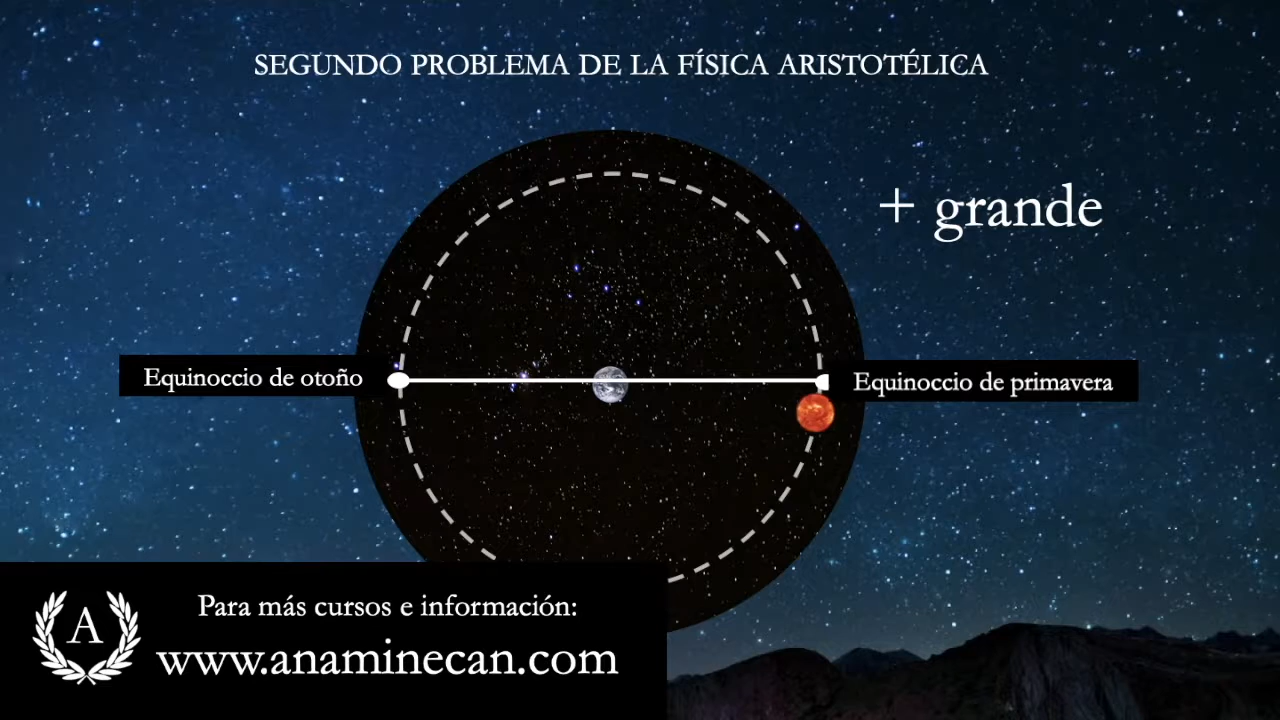 SEGUNDO PROBLEMA DE LA FÍSICA ARISTOTÉLICA
+ grande
Equinoccio de otoño
Equinoccio de primavera
Para más cursos e información:
A
www.anaminecan.com